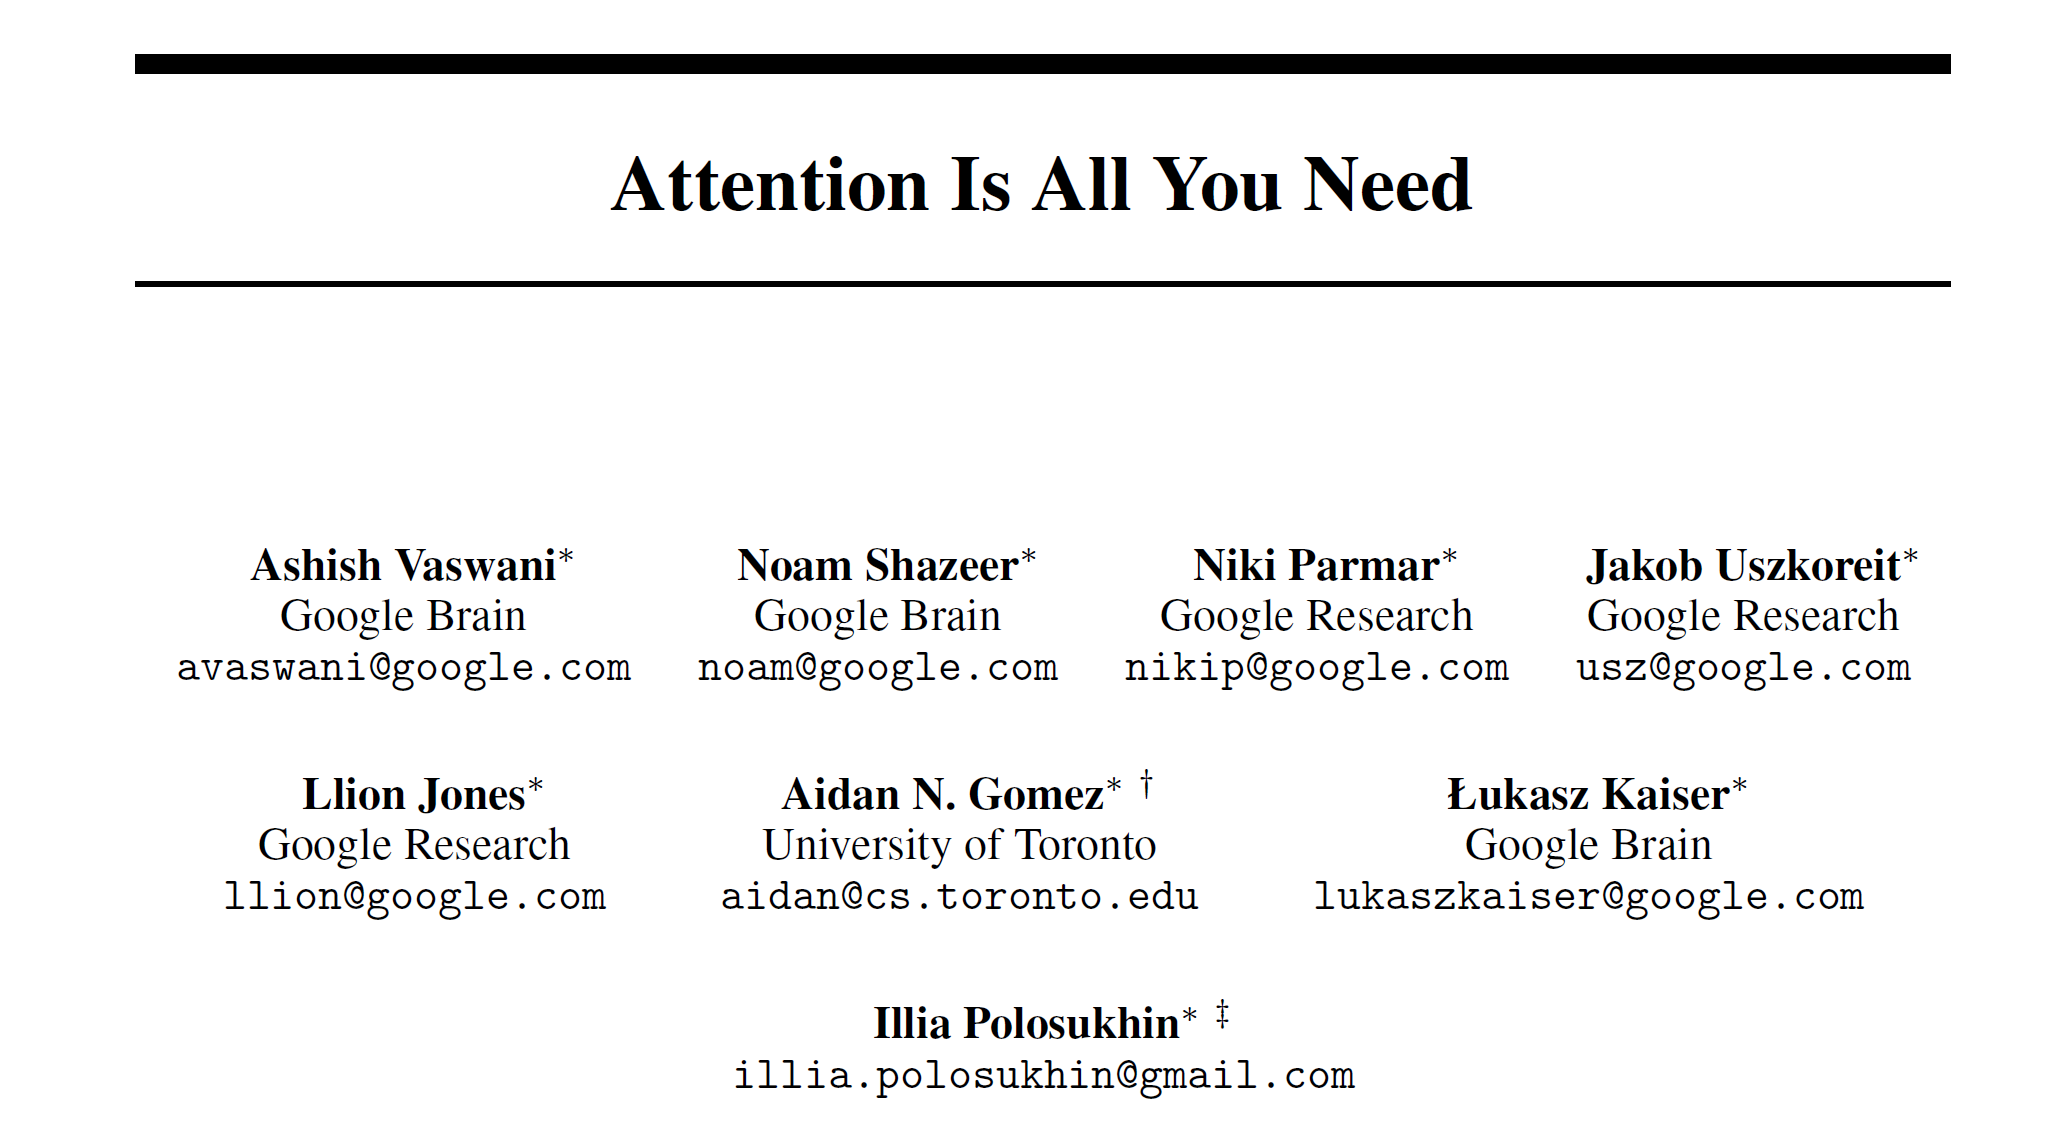 Attention Is All You Need
Ashish Vaswani* Noam Shazeer* Niki Parmar* Jakob Uszkoreit*
Google Brain Google Brain Google Research Google Research
avaswani@google.com noam@google.com nikip@google.com usz@google.com
Llion Jones* Aidan N. Gomez* † Łukasz Kaiser*
Google Research University of Toronto Google Brain
llion@google.com aidan@cs.toronto.edu lukaszkaiser@google.com
Illia Polosukhin* ‡
illia.polosukhin@gmail.com